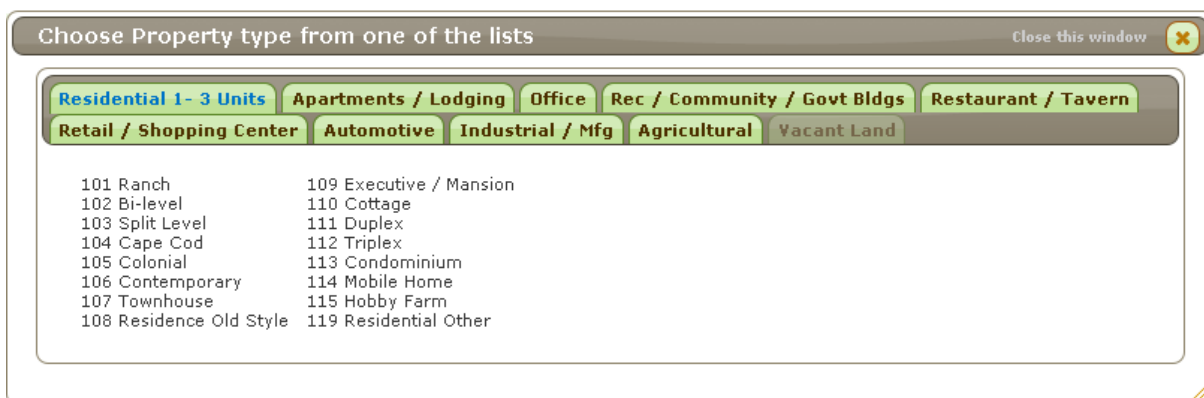 Choose Property type from one of the lists Close this window
Residential 1- 3 Units Apartments / Lodging Office Rec / Community / Govt Bldgs Restaurant / Tavern
Retail / Shopping Center Automotive Industrial / Mfg Agricultural Vacant Land
101 Ranch 109 Executive / Mansion
102 Bi-level 110 Cottage
103 Split Level 111 Duplex
104 Cape Cod 112 Triplex
105 Colonial 113 Condominium
106 Contemporary 114 Mobile Home
107 Townhouse 115 Hobby Farm
108 Residence Old Style 119 Residential Other